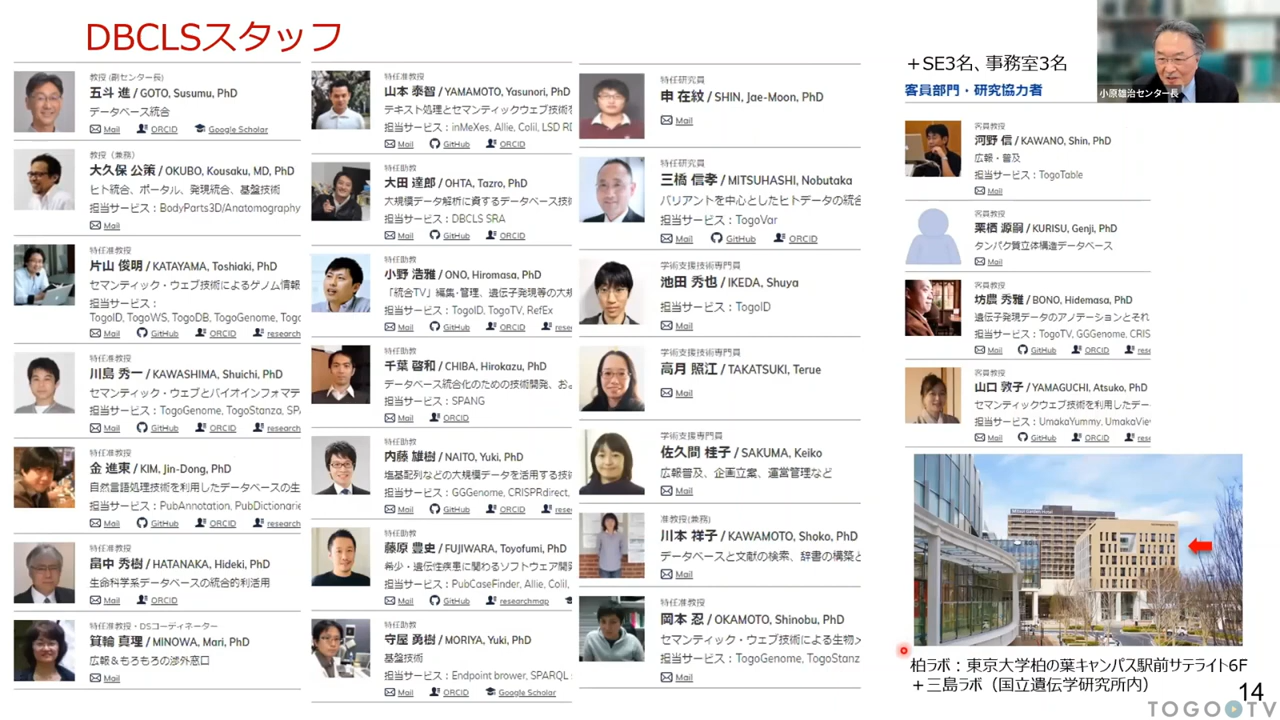 DBCLSスタッフ
教授 (副センター長)
五斗 進 / GOTO, Susumu, PhD
データベース統合
Mail ORCID Google Scholar
教授 (兼務)
大久保 公策 / OKUBO, Kousaku, MD, PhD
ヒト統合、ポータル、発現統合、基盤技術
担当サービス：BodyParts3D/Anatomography
Mail
特任准教授
片山 俊明 / KATAYAMA, Toshiaki, PhD
セマンティック・ウェブ技術によるゲノム情報
担当サービス：
TogoID, TogoWS, TogoDB, TogoGenome, Togo
Mail GitHub ORCID research
特任准教授
川島 秀一 / KAWASHIMA, Shuichi, PhD
セマンティック・ウェブとバイオインフォマテ
担当サービス：TogoGenome, TogoStanza, SPA
Mail GitHub ORCID research
特任准教授
金 進東 / KIM, Jin-Dong, PhD
自然言語処理技術を利用したデータベースの生
担当サービス：PubAnnotation, PubDictionarie
Mail GitHub ORCID research
特任准教授
畠中 秀樹 / HATANAKA, Hideki, PhD
生命科学系データベースの統合的利活用
Mail ORCID
特任准教授・DSコーディネーター
箕輪 真理 / MINOWA, Mari, PhD
広報＆もろもろの渉外窓口
Mail
特任准教授
山本 泰智 / YAMAMOTO, Yasunori, PhD
テキスト処理とセマンティックウェブ技術を
担当サービス：inMeXes, Allie, Colil, LSD RD
Mail GitHub ORCID
特任助教
大田 達郎 / OHTA, Tazro, PhD
大規模データ解析に資するデータベース技術
担当サービス：DBCLS SRA
Mail GitHub ORCID
特任助教
小野 浩雅 / ONO, Hiromasa, PhD
「統合TV」編集・管理、遺伝子発現等の大規
担当サービス：TogoID, TogoTV, RefEx
Mail GitHub ORCID rese
特任助教
千葉 啓和 / CHIBA, Hirokazu, PhD
データベース統合化のための技術開発、およ
担当サービス：SPANG
Mail ORCID
特任助教
内藤 雄樹 / NAITO, Yuki, PhD
塩基配列などの大規模データを活用する技術
担当サービス：GGGenome, CRISPRdirect,
Mail GitHub ORCID rese
特任助教
藤原 豊史 / FUJIWARA, Toyofumi, PhD
希少・遺伝性疾患に関わるソフトウェア開発
担当サービス：PubCaseFinder, Allie, Colil,
Mail GitHub researchmap
特任助教
守屋 勇樹 / MORIYA, Yuki, PhD
基盤技術
担当サービス：Endpoint brower, SPARQL s
Mail ORCID Google Scholar
特任研究員
申 在紋 / SHIN, Jae-Moon, PhD
Mail
特任研究員
三橋 信孝 / MITSUHASHI, Nobutaka
バリアントを中心としたヒトデータの統合
担当サービス：TogoVar
Mail GitHub ORCID
学術支援技術専門員
池田 秀也 / IKEDA, Shuya
担当サービス：TogoID
Mail
学術支援技術専門員
高月 照江 / TAKATSUKI, Terue
Mail
学術支援専門員
佐久間 桂子 / SAKUMA, Keiko
広報普及、企画立案、運営管理など
Mail
准教授(兼務)
川本 祥子 / KAWAMOTO, Shoko, PhD
データベースと文献の検索、辞書の構築と
Mail
特任准教授
岡本 忍 / OKAMOTO, Shinobu, PhD
セマンティック・ウェブ技術による生物メ
担当サービス：TogoGenome, TogoStanz
Mail
＋SE3名、事務室3名
客員部門・研究協力者
小原雄治センター長
客員教授
河野 信 / KAWANO, Shin, PhD
広報・普及
担当サービス：TogoTable
Mail
客員教授
栗栖 源嗣 / KURISU, Genji, PhD
タンパク質立体構造データベース
Mail
客員教授
坊農 秀雅 / BONO, Hidemasa, PhD
遺伝子発現データのアノテーションとそれ
担当サービス：TogoTV, GGGenome, CRIS
Mail GitHub ORCID rese
客員教授
山口 敦子 / YAMAGUCHI, Atsuko, PhD
セマンティックウェブ技術を利用したデー
担当サービス：UmakaYummy, UmakaView
Mail GitHub ORCID rese
柏ラボ：東京大学柏の葉キャンパス駅前サテライト6F
＋三島ラボ（国立遺伝学研究所内）
14
TOGO TV